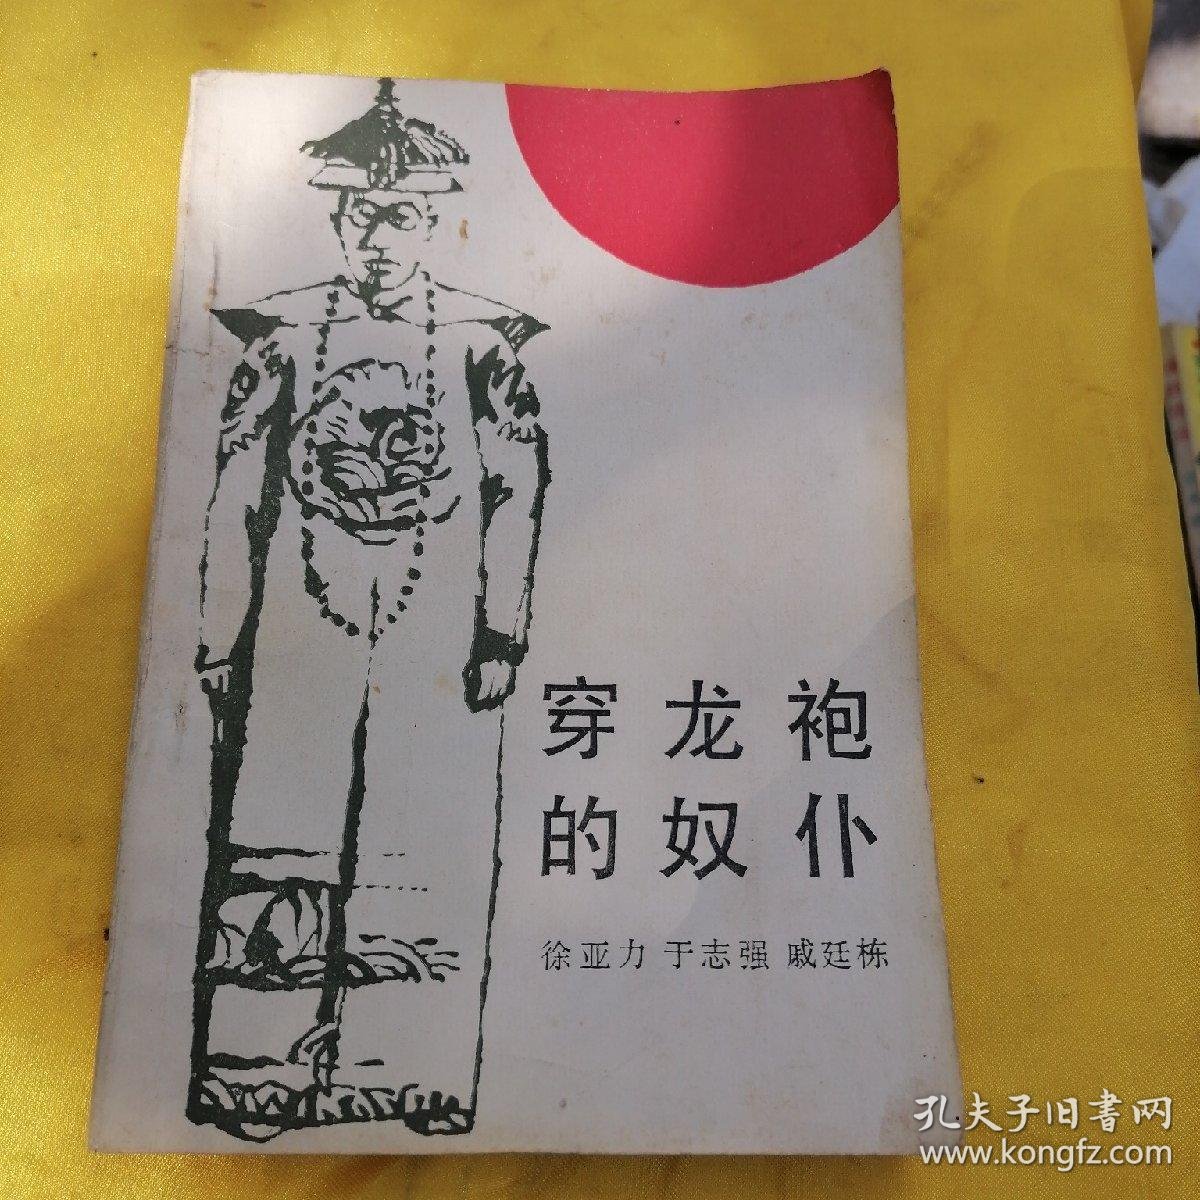 穿龙袍
的奴仆
徐亚力 于志强 戚廷栋
孔夫子旧書网
www.kongfz.com